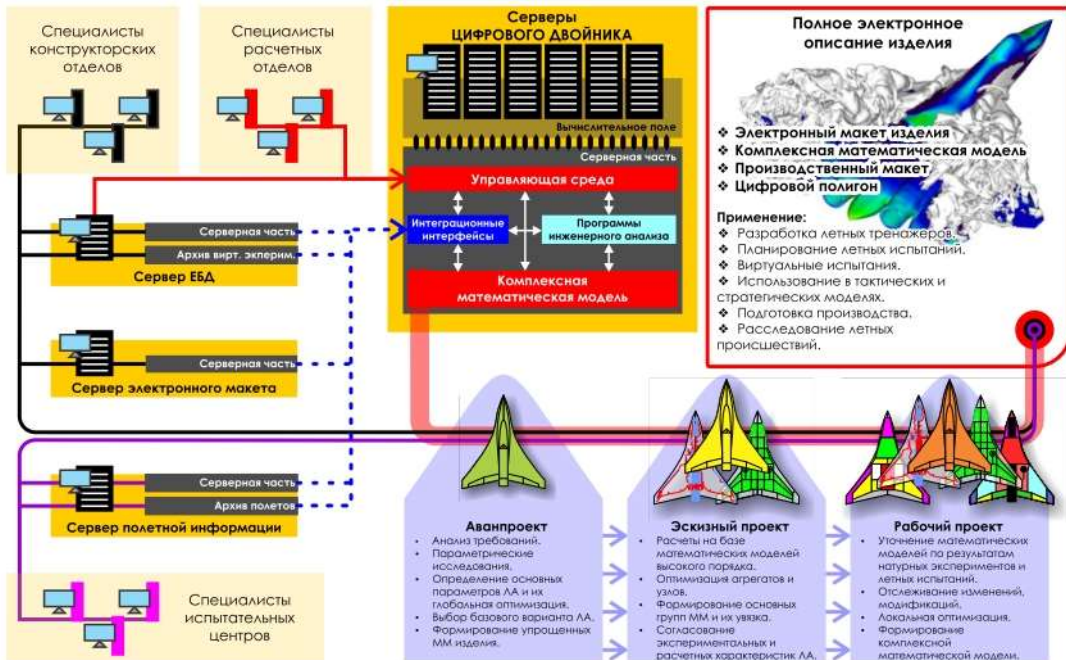 Специалисты
конструкторских
отделов
Специалисты
расчетных
отделов
Серверы
ЦИФРОВОГО ДВОЙНИКА
Вычислительное поле
Серверная часть
Управляющая среда
Интеграционные
интерфейсы
Программы
инженерного анализа
Комплексная
математическая модель
Полное электронное
описание изделия
❖ Электронный макет изделия
❖ Комплексная математическая модель
❖ Производственный макет
❖ Цифровой полигон
Применение:
❖ Разработка летных тренажеров.
❖ Планирование летных испытаний.
❖ Виртуальные испытания.
❖ Использование в тактических и
стратегических моделях.
❖ Подготовка производства.
❖ Расследование летных
происшествий.
Серверная часть
Архив вирт. экперим.
Сервер ЕБД
Серверная часть
Сервер электронного макета
Серверная часть
Архив полетов
Сервер полетной информации
Специалисты
испытательных
центров
Аванпроект
• Анализ требований.
• Параметрические
исследования.
• Определение основных
параметров ЛА и их
глобальная оптимизация.
• Выбор базового варианта ЛА.
• Формирование упрощенных
ММ изделия.
Эскизный проект
• Расчеты на базе
математических моделей
высокого порядка.
• Оптимизация агрегатов и
узлов.
• Формирование основных
групп ММ и их увязка.
• Согласование
экспериментальных и
расчетных характеристик ЛА.
Рабочий проект
• Уточнение математических
моделей по результатам
натурных экспериментов и
летных испытаний.
• Отслеживание изменений,
модификаций.
• Локальная оптимизация.
• Формирование
комплексной
математической модели.